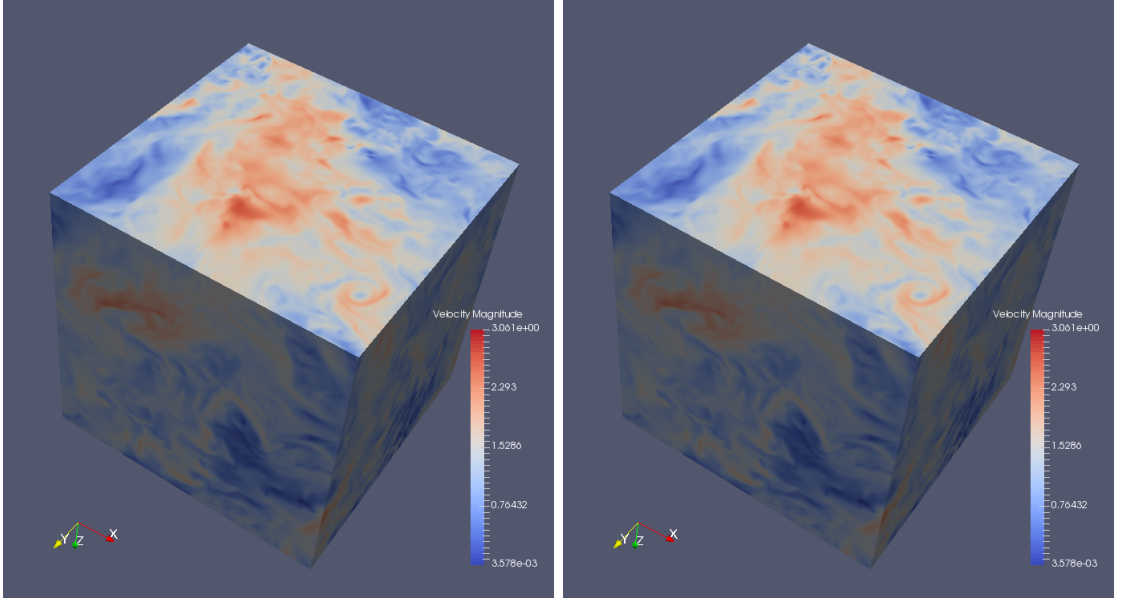 Velocity Magnitude
3.061e+00
2.293
1.5286
0.76432
3.578e-03
Y Z X
Velocity Magnitude
3.061e+00
2.293
1.5286
0.76432
3.578e-03
Y Z X